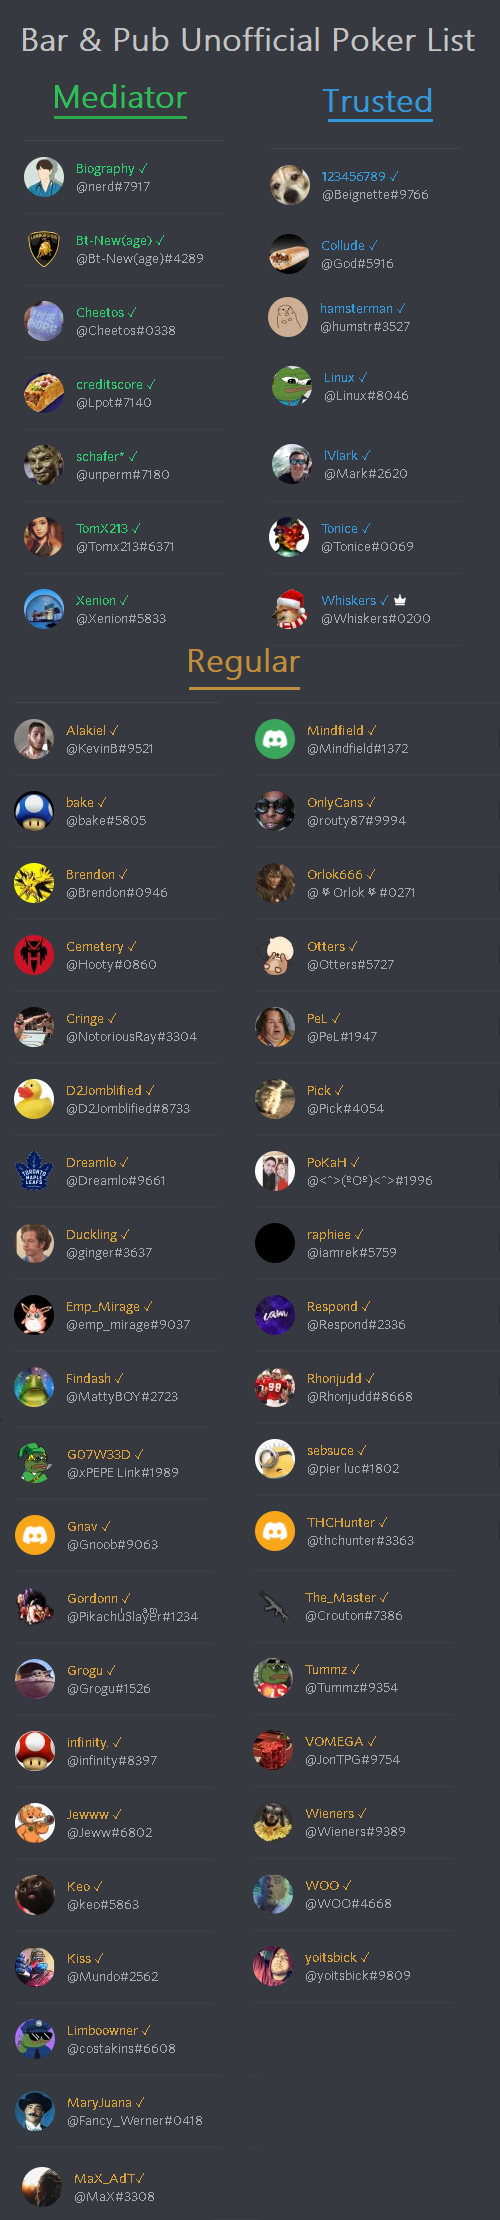 Bar & Pub Unofficial Poker List
Mediator
Biography ✓
@nerd#7917
Bt-New(age) ✓
@Bt-New(age)#4289
Cheetos ✓
@Cheetos#0338
creditscore ✓
@Lpot#7140
schafer* ✓
@unperm#7180
TomX213 ✓
@Tomx213#6371
Xenion ✓
@Xenion#5833
Trusted
123456789 ✓
@Beignette#9766
Collude ✓
@God#5916
hamsterman ✓
@humstr#3527
Linux ✓
@Linux#8046
lVlark ✓
@Mark#2620
Tonice ✓
@Tonice#0069
Whiskers ✓
@Whiskers#0200
Regular
Alakiel ✓
@KevinB#9521
bake ✓
@bake#5805
Brendon ✓
@Brendon#0946
Cemetery ✓
@Hooty#0860
Cringe ✓
@NotoriousRay#3304
D2Jomblified ✓
@D2Jomblified#8733
TORONTO
MAPLE
LEAFS
Dreamlo ✓
@Dreamlo#9661
Duckling ✓
@ginger#3637
Emp_Mirage ✓
@emp_mirage#9037
Findash ✓
@MattyBOY#2723
G07W33D ✓
@xPEPE Link#1989
Gnav ✓
@Gnoob#9063
Gordonn ✓
@PikachuSlayer#1234
Grogu ✓
@Grogu#1526
infinity. ✓
@infinity#8397
Jewww ✓
@Jeww#6802
Keo ✓
@keo#5863
Kiss ✓
@Mundo#2562
Limboowner ✓
@costakins#6608
MaryJuana ✓
@Fancy_Werner#0418
MaX_AdT✓
@MaX#3308
Mindfield ✓
@Mindfield#1372
OnlyCans ✓
@routy87#9994
Orlok666 ✓
@⛧Orlok⛧#0271
Otters ✓
@Otters#5727
PeL ✓
@PeL#1947
Pick ✓
@Pick#4054
PoKaH ✓
@<^>(ºOº)<^>#1996
raphiee ✓
@iamrek#5759
Respond ✓
@Respond#2336
98
Rhonjudd ✓
@Rhonjudd#8668
sebsuce ✓
@pier luc#1802
THCHunter ✓
@thchunter#3363
The_Master ✓
@Crouton#7386
Tummz ✓
@Tummz#9354
VOMEGA ✓
@JonTPG#9754
Wieners ✓
@Wieners#9389
WOO ✓
@WOO#4668
yoitsbick ✓
@yoitsbick#9809